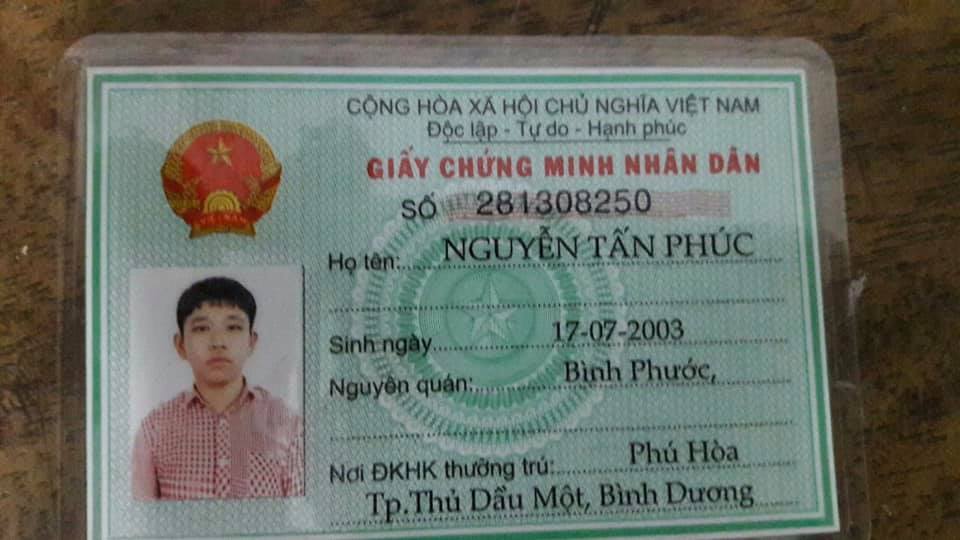 CỘNG HÒA XÃ HỘI CHỦ NGHĨA VIỆT NAM
Độc lập - Tự do - Hạnh phúc
GIẤY CHỨNG MINH NHÂN DÂN
SỐ 281308250
Họ tên: NGUYỄN TẤN PHÚC
Sinh ngày 17-07-2003
Nguyên quán: Bình Phước,
Nơi ĐKHK thường trú: Phú Hòa
Tp.Thủ Dầu Một, Bình Dương
VIỆT NAM